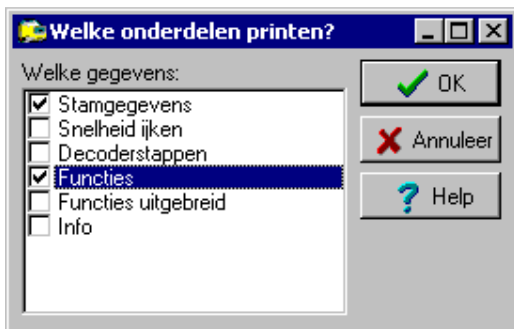 Welke onderdelen printen?
Welke gegevens:
Stamgegevens
Snelheid ijken
Decoderstappen
Functies
Functies uitgebreid
Info
OK
Annuleer
Help